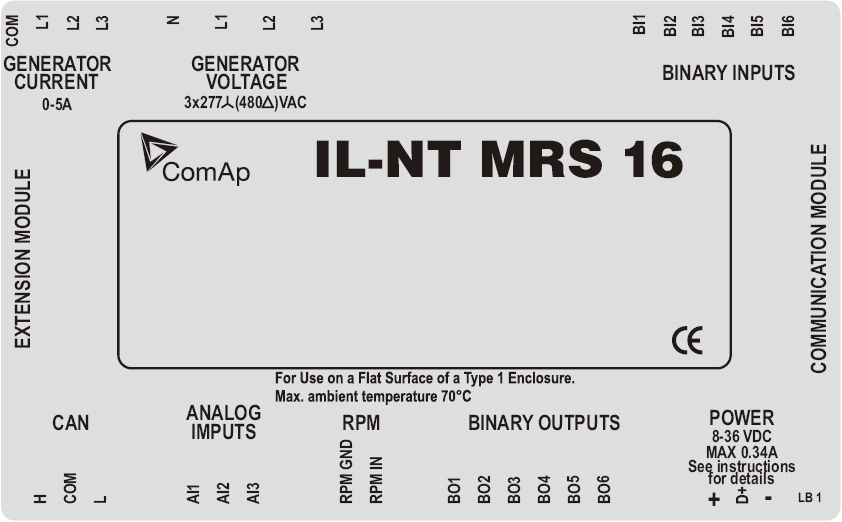 COM L1 L2 L3
GENERATOR
CURRENT
0-5A
N L1 L2 L3
GENERATOR
VOLTAGE
3x277⅄(480△)VAC
BI1 BI2 BI3 BI4 BI5 BI6
BINARY INPUTS
EXTENSION MODULE
ComAp
IL-NT MRS 16
CE
COMMUNICATION MODULE
For Use on a Flat Surface of a Type 1 Enclosure.
Max. ambient temperature 70°C
CAN
H COM L
ANALOG
IMPUTS
AI1 AI2 AI3
RPM
RPM GND RPM IN
BINARY OUTPUTS
BO1 BO2 BO3 BO4 BO5 BO6
POWER
8-36 VDC
MAX 0.34A
See instructions
for details
+ D+ -
LB 1